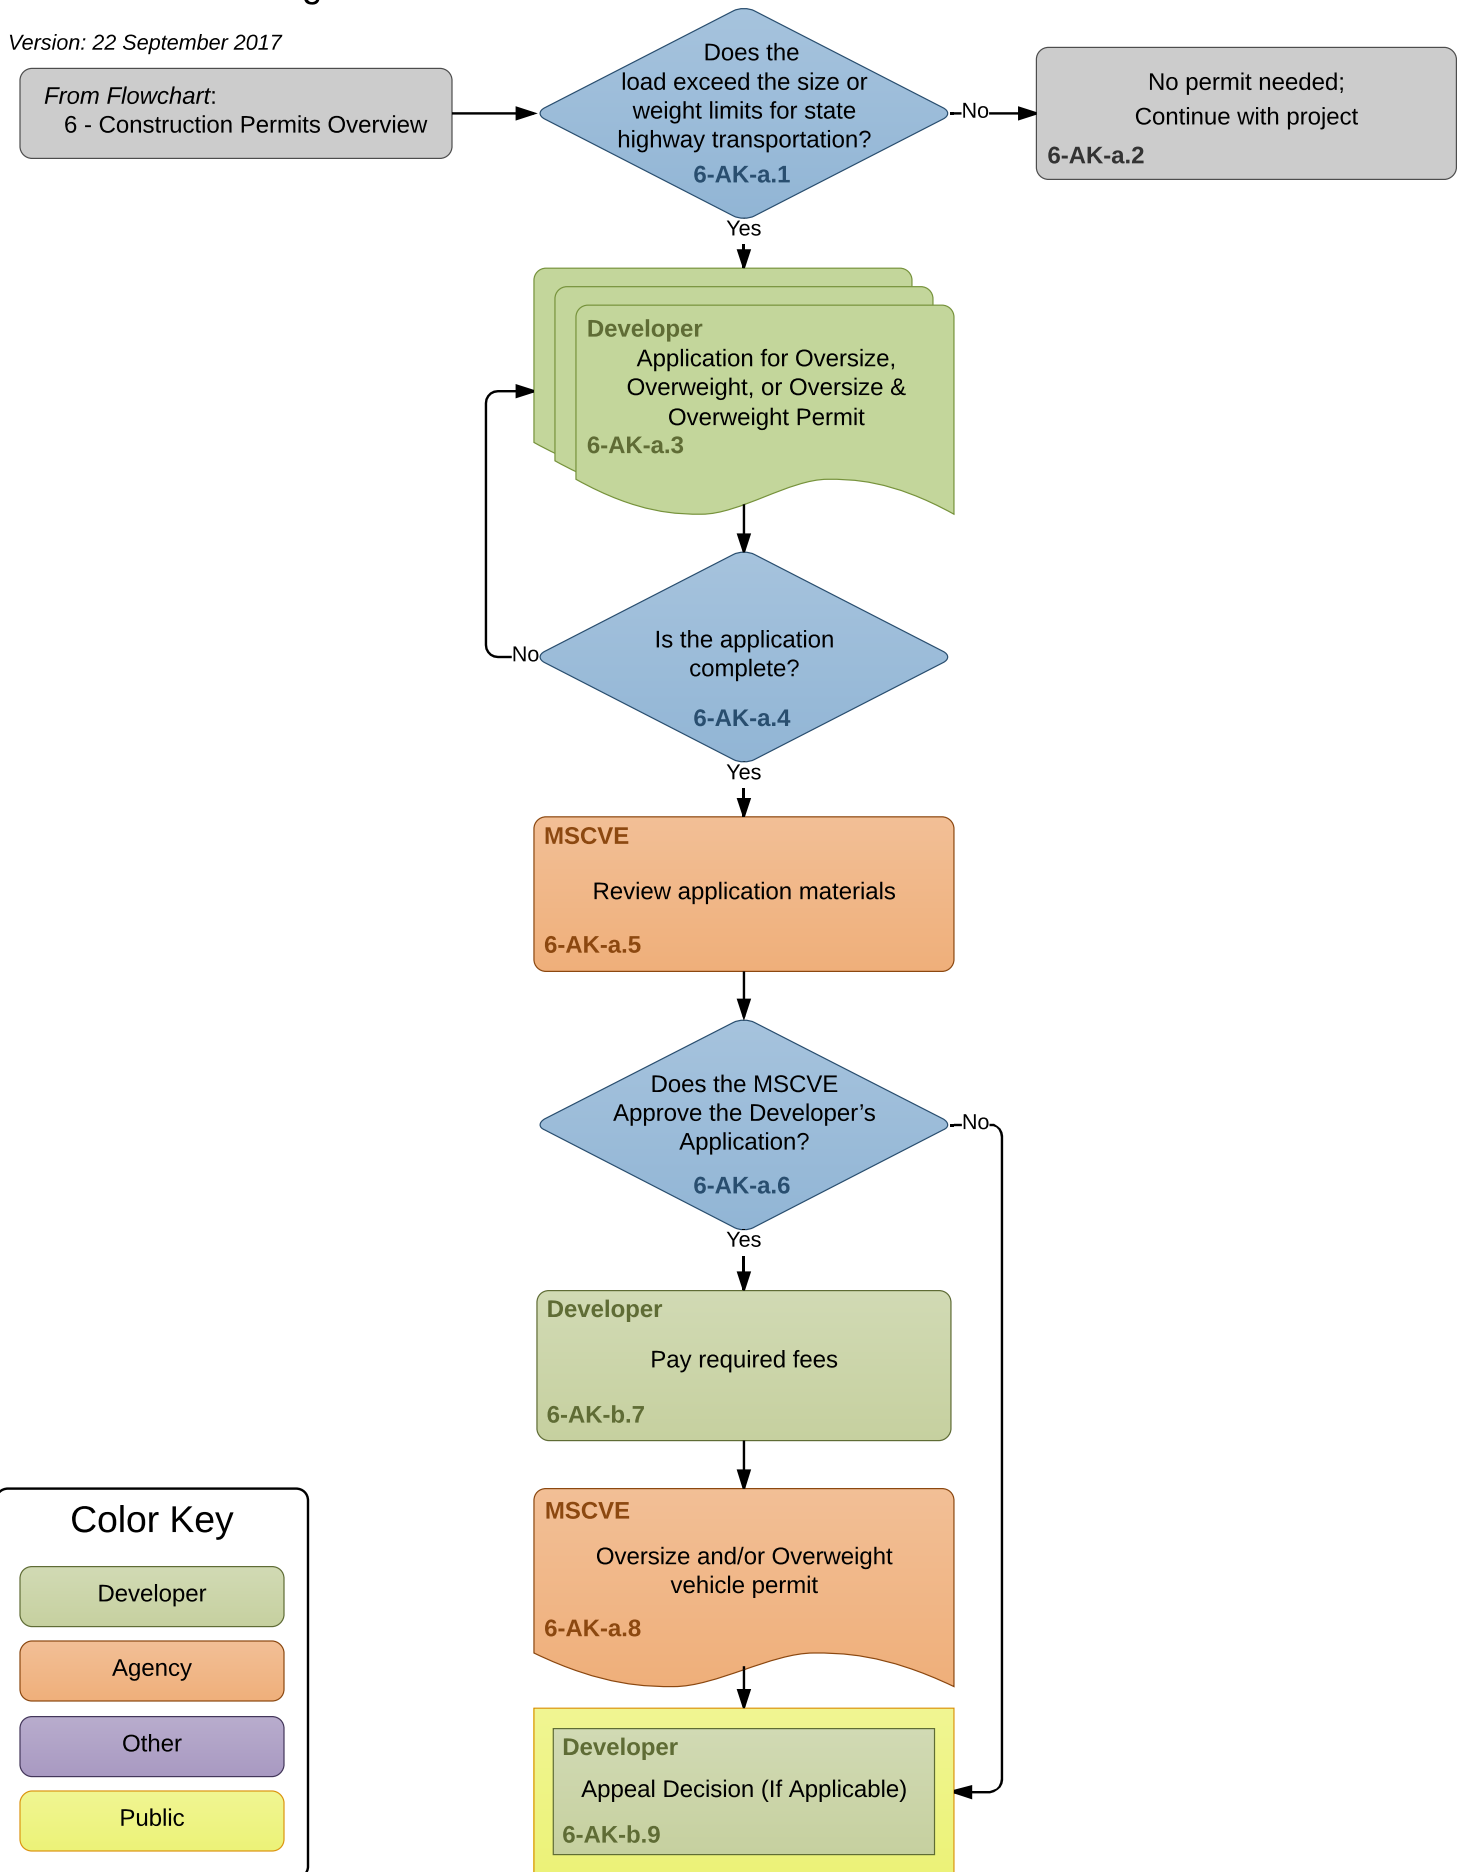 Version: 22 September 2017
From Flowchart:
6 - Construction Permits Overview
Does the
load exceed the size or
weight limits for state
highway transportation?
6-AK-a.1
No
No permit needed;
Continue with project
6-AK-a.2
Yes
Developer
Application for Oversize,
Overweight, or Oversize &
Overweight Permit
6-AK-a.3
Is the application
complete?
6-AK-a.4
No
Yes
MSCVE
Review application materials
6-AK-a.5
Does the MSCVE
Approve the Developer’s
Application?
6-AK-a.6
No
Yes
Developer
Pay required fees
6-AK-b.7
MSCVE
Oversize and/or Overweight
vehicle permit
6-AK-a.8
Developer
Appeal Decision (If Applicable)
6-AK-b.9
Color Key
Developer
Agency
Other
Public